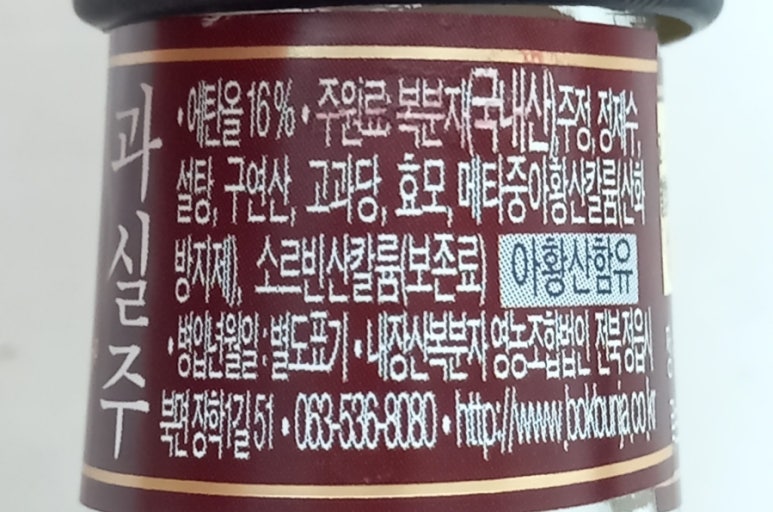 과실주
•에탄올 16% •주원료 복분자(국내산),주정, 정제수,
설탕, 구연산, 고과당, 효모, 메타중아황산칼륨(산화
방지제), 소르빈산칼륨(보존료) 아황산함유
•병입년월일 : 별도표기 •내장산복분자 영농조합법인 전북 정읍시
북면 장학1길 51 • 063-536-8080 • http://www.bokbunja.co.kr